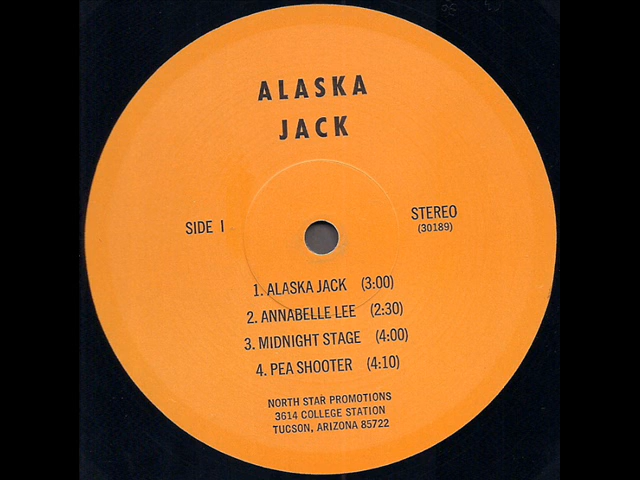 ALASKA
JACK
SIDE I
STEREO
(30189)
1. ALASKA JACK (3:00)
2. ANNABELLE LEE (2:30)
3. MIDNIGHT STAGE (4:00)
4. PEA SHOOTER (4:10)
NORTH STAR PROMOTIONS
3614 COLLEGE STATION
TUCSON, ARIZONA 85722